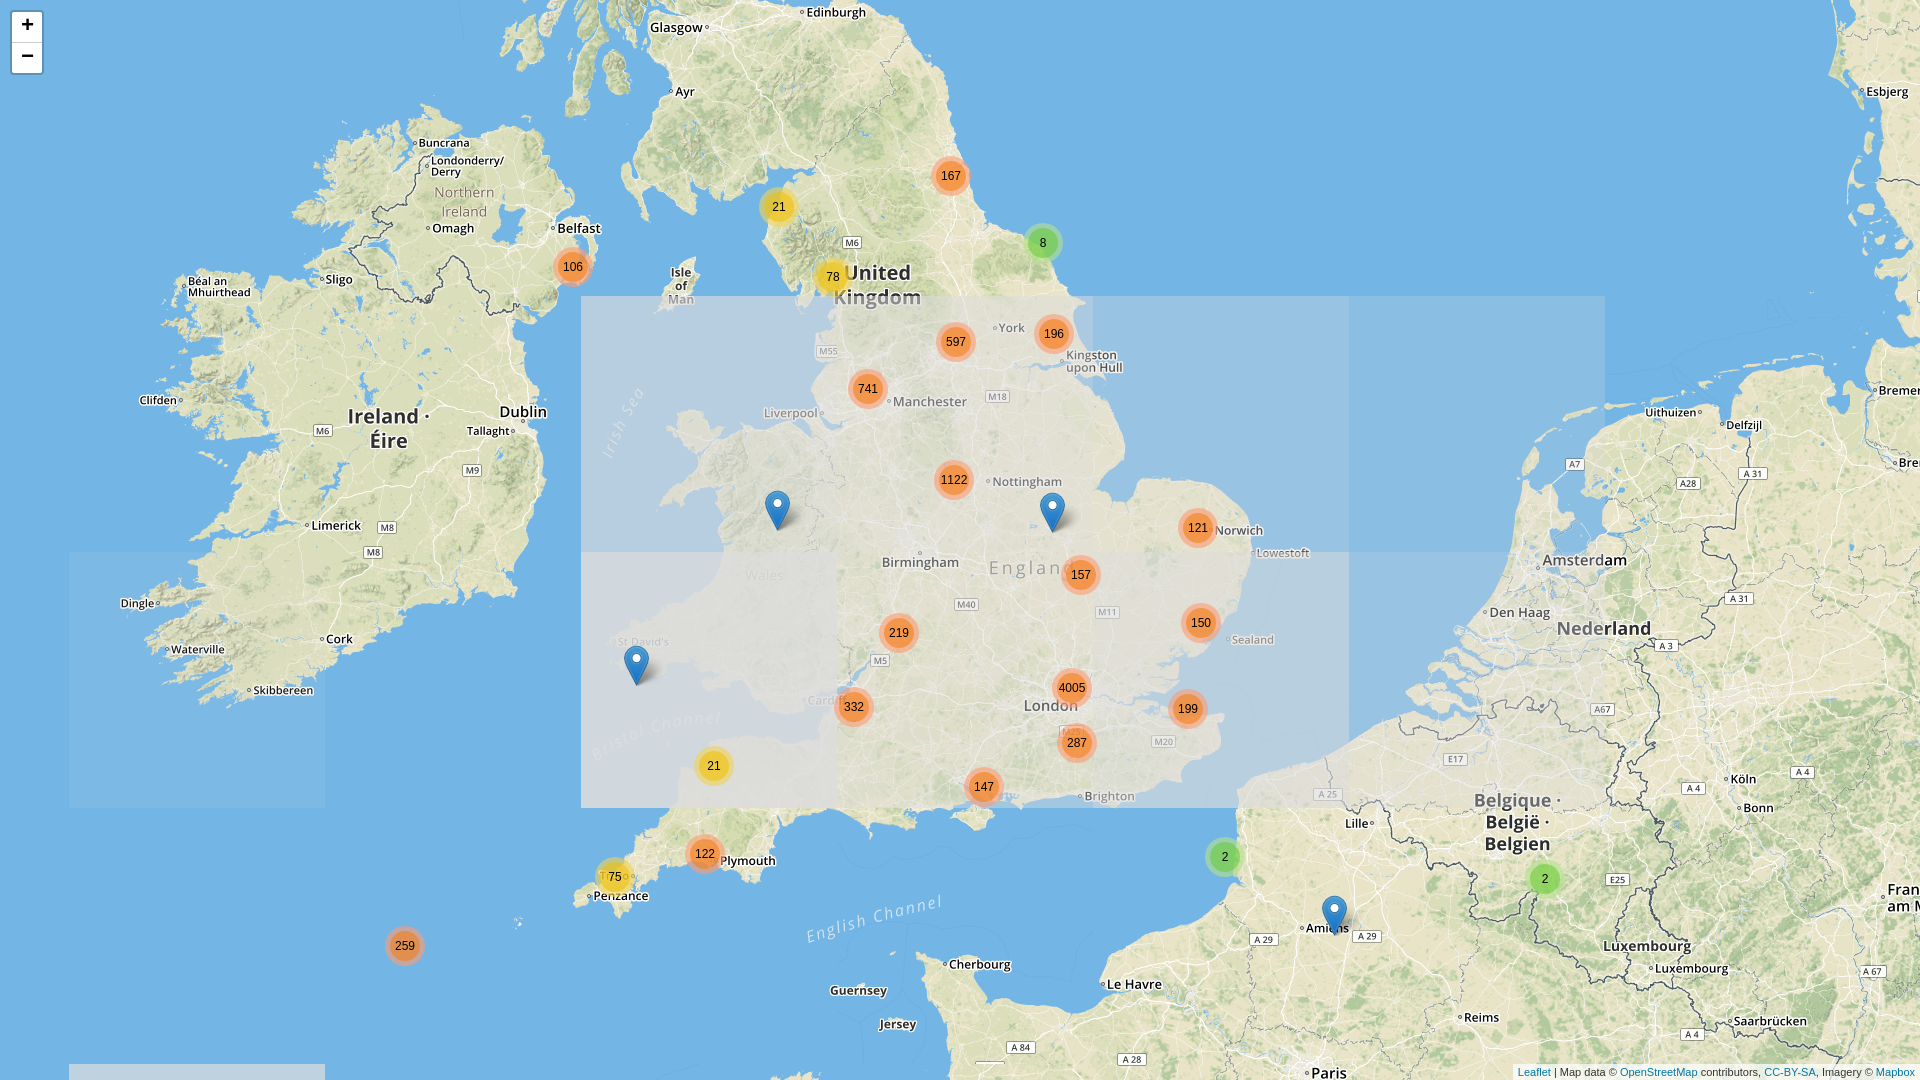 +
−
Edinburgh
Glasgow
Ayr
Esbjerg
Buncrana
Londonderry/
Derry
Northern
Ireland
Omagh
Belfast
167
21
8
M6
106
78
United
Kingdom
Isle
of
Man
Sligo
Béal an
Mhuirthead
York
196
597
M55
Kingston
upon Hull
741
Manchester
M18
Liverpool
Irish Sea
Clifden
Dublin
Ireland ·
Éire
Tallaght
M6
M9
Bremer
Uithuizen
Delfzijl
A7
A 31
A28
Bre
1122
Nottingham
Limerick
M8
M8
121
Norwich
Lowestoft
Birmingham
England
157
Wales
Amsterdam
A 31
Den Haag
Nederland
A 3
Dingle
Cork
Waterville
Skibbereen
M40
M11
219
150
Sealand
St David's
M5
4005
London
199
Cardiff
332
A67
287
M20
Bristol Channel
E17
21
147
Brighton
A 25
Köln
A 4
A 4
Bonn
Belgique ·
België ·
Belgien
Lille
2
122
Plymouth
75
Penzance
2
E25
Fran
am M
English Channel
259
Amiens
A 29
A 29
Luxembourg
Luxembourg
A 67
Cherbourg
Le Havre
Guernsey
Jersey
Reims
Saarbrücken
A 4
A 84
A 28
Paris
Leaflet | Map data © OpenStreetMap contributors, CC-BY-SA, Imagery © Mapbox